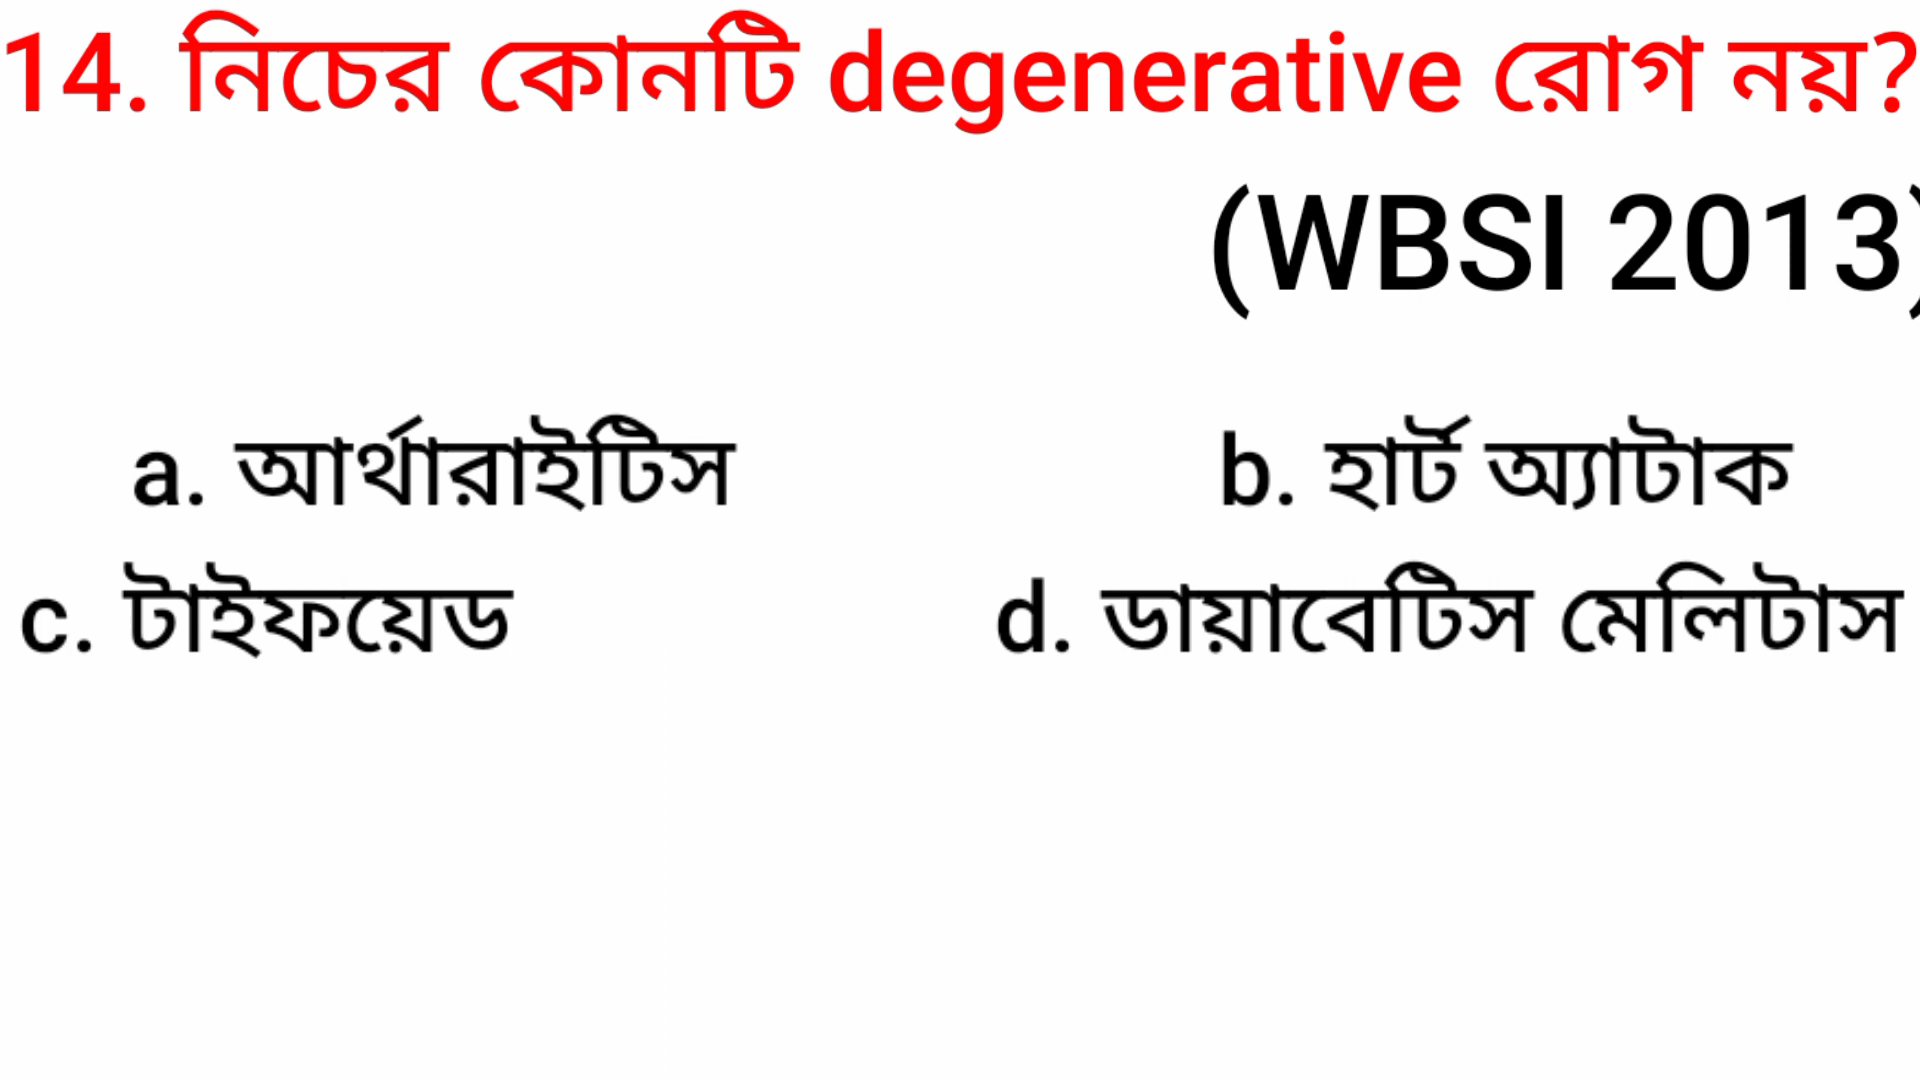 14. নিচের কোনটি degenerative রোগ নয়?
(WBSI 2013)
a. আর্থারাইটিস b. হার্ট অ্যাটাক
c. টাইফয়েড d. ডায়াবেটিস মেলিটাস